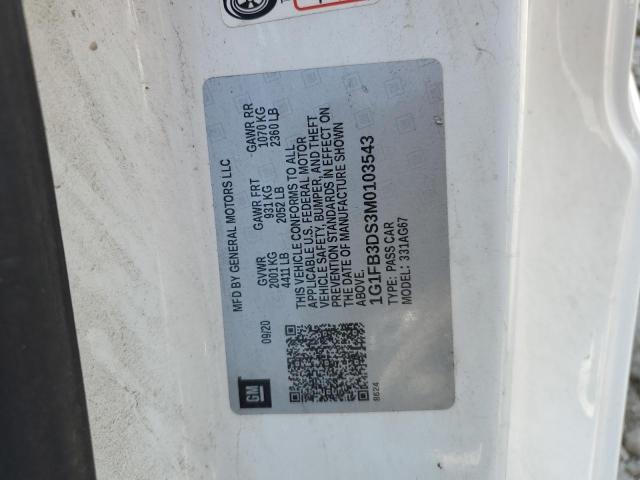 MFD BY GENERAL MOTORS LLC
09/20
GVWR GAWR FRT GAWR RR
2001 KG 931 KG 1070 KG
4411 LB 2052 LB 2360 LB
THIS VEHICLE CONFORMS TO ALL
APPLICABLE U.S. FEDERAL MOTOR
VEHICLE SAFETY, BUMPER, AND THEFT
PREVENTION STANDARDS IN EFFECT ON
THE DATE OF MANUFACTURE SHOWN
ABOVE.
1G1FB3DS3M0103543
TYPE: PASS CAR
MODEL: 331AG67
GM
8624